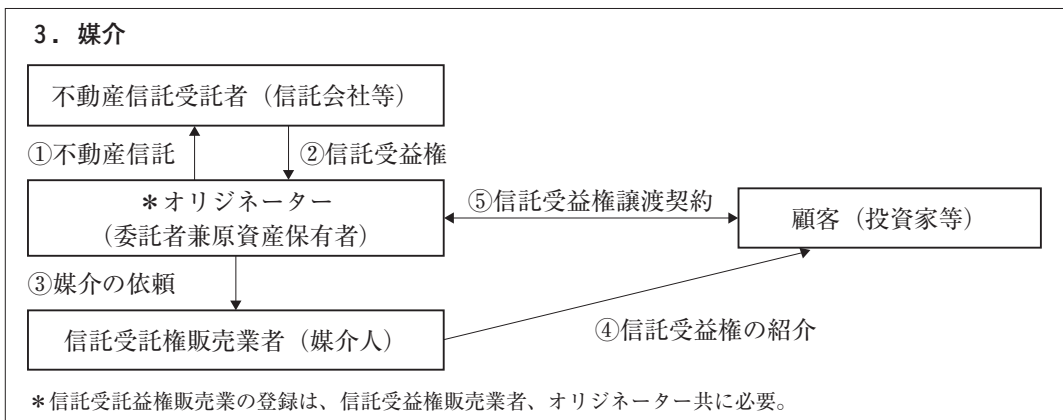 3．媒介
不動産信託受託者（信託会社等）
①不動産信託
②信託受益権
＊オリジネーター
（委託者兼原資産保有者）
⑤信託受益権譲渡契約
顧客（投資家等）
③媒介の依頼
信託受託権販売業者（媒介人）
④信託受益権の紹介
＊信託受託益権販売業の登録は、信託受益権販売業者、オリジネーター共に必要。